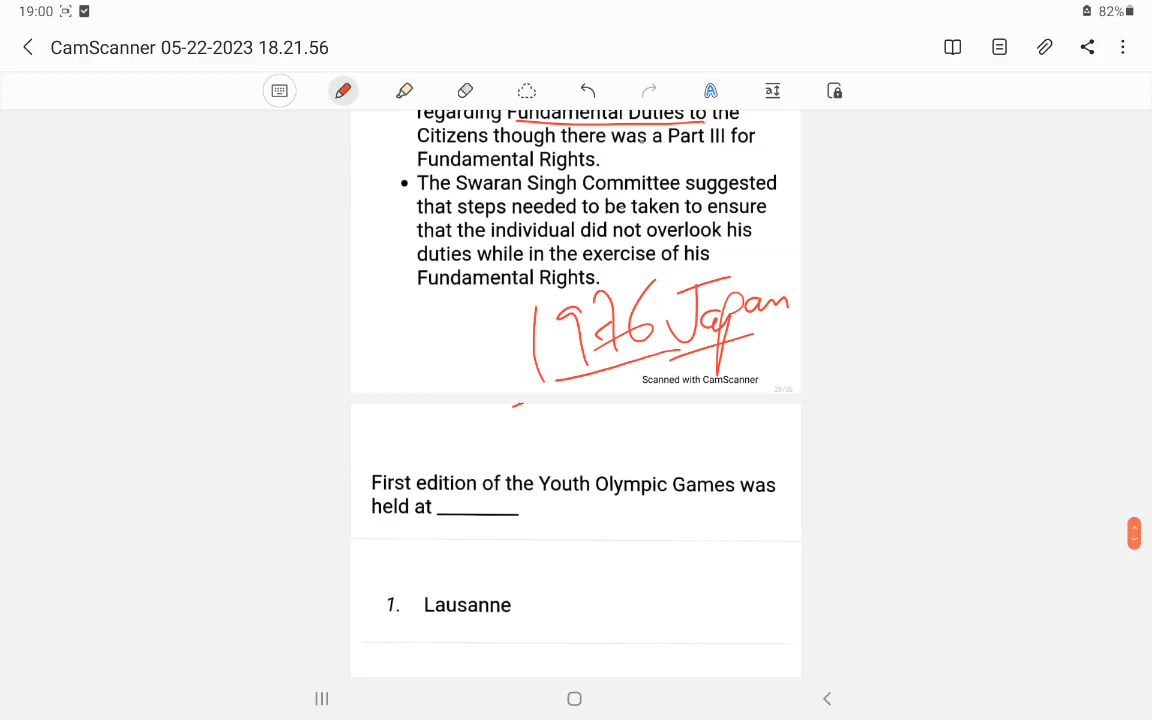 19:00
82%
CamScanner 05-22-2023 18.21.56
regarding Fundamental Duties to the
Citizens though there was a Part III for
Fundamental Rights.
• The Swaran Singh Committee suggested
that steps needed to be taken to ensure
that the individual did not overlook his
duties while in the exercise of his
Fundamental Rights.
1976 Japan
Scanned with CamScanner
29/36
First edition of the Youth Olympic Games was
held at ________
1. Lausanne